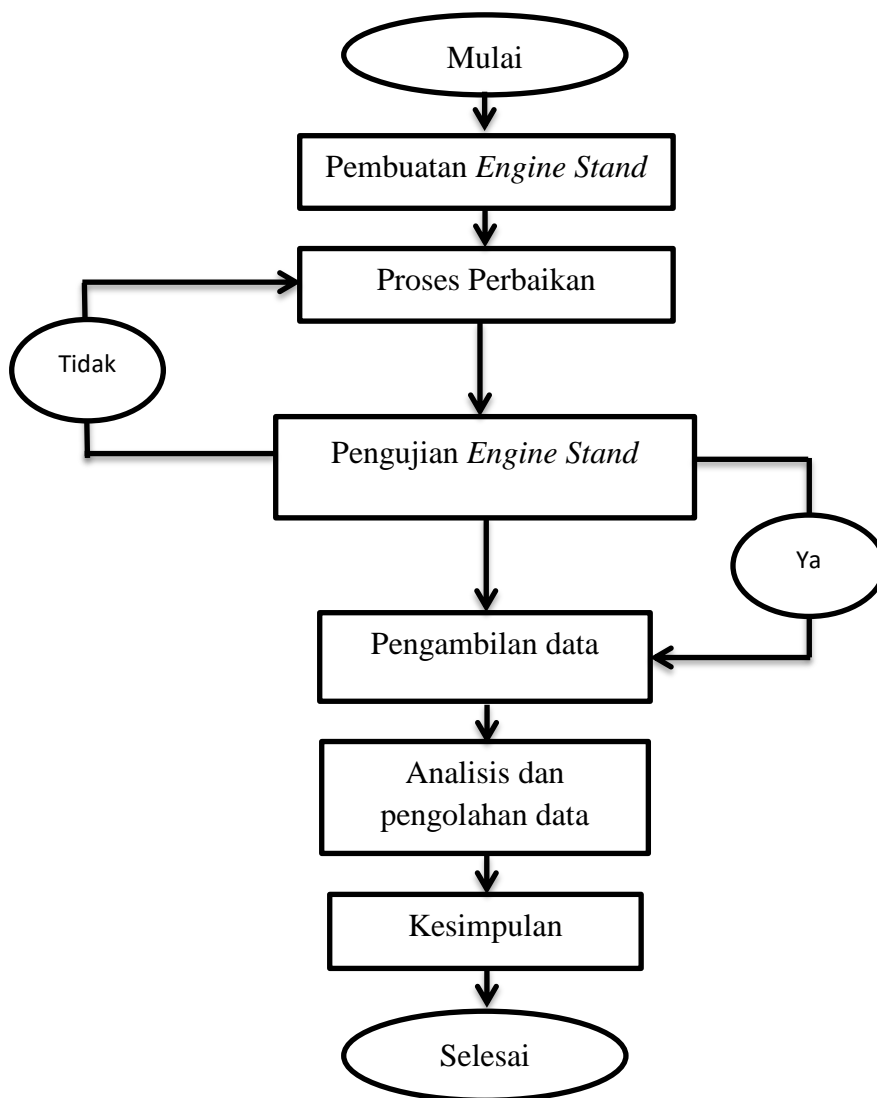 Mulai
Pembuatan Engine Stand
Proses Perbaikan
Tidak
Pengujian Engine Stand
Ya
Pengambilan data
Analisis dan
pengolahan data
Kesimpulan
Selesai